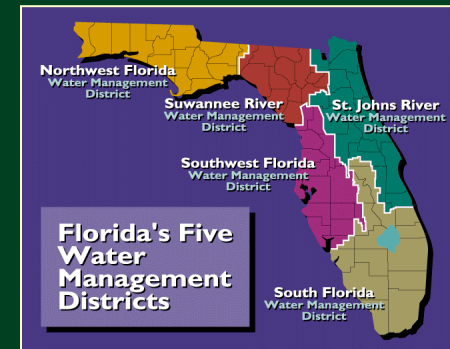 Northwest Florida
Water Management
District
Suwannee River
Water Management
District
St. Johns River
Water Management
District
Southwest Florida
Water Management
District
Florida's Five
Water
Management
Districts
South Florida
Water Management
District